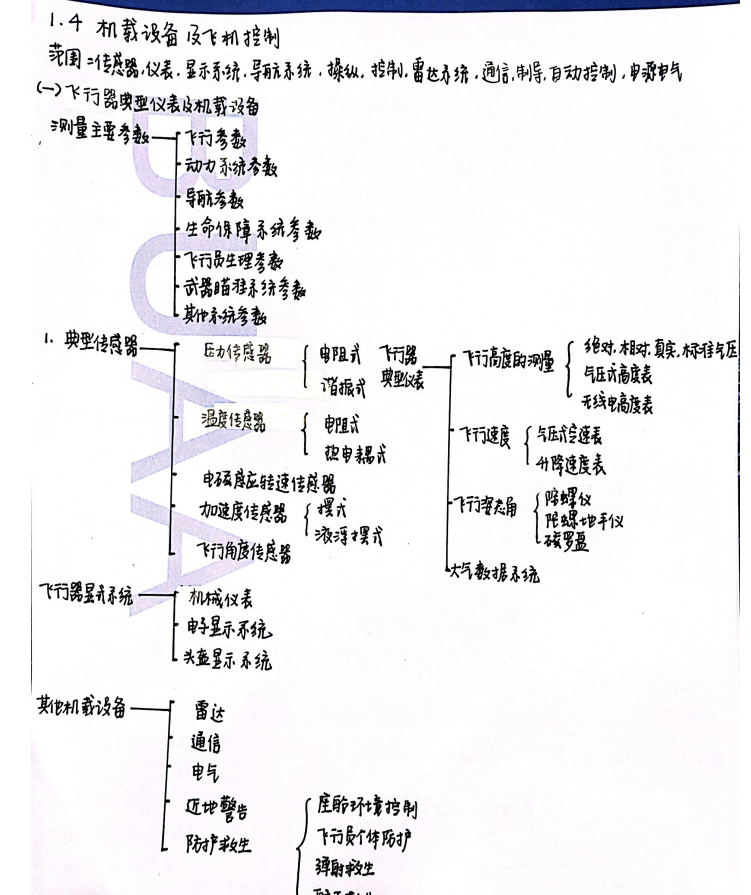 1.4 机载设备及飞机控制
范围=传感器,仪表,显示系统,导航系统,操纵,控制,雷达系统,通信,制导,自动控制,电源电气
(一)飞行器典型仪表及机载设备
测量主要参数
飞行参数
动力系统参数
导航参数
生命保障系统参数
飞行员生理参数
武器瞄准系统参数
其他系统参数
1. 典型传感器
压力传感器
电阻式
谐振式
温度传感器
电阻式
热电耦式
电磁感应转速传感器
加速度传感器
摆式
液浮摆式
飞行角度传感器
飞行器
典型仪表
飞行高度的测量
绝对.相对.真实.标准气压
气压式高度表
无线电高度表
飞行速度
气压式空速表
升降速度表
飞行姿态角
陀螺仪
陀螺地平仪
磁罗盘
大气数据系统
飞行器显示系统
机械仪表
电子显示系统
头盔显示系统
其他机载设备
雷达
通信
电气
近地警告
防护救生
座舱环境控制
飞行员个体防护
弹射救生
BUAA